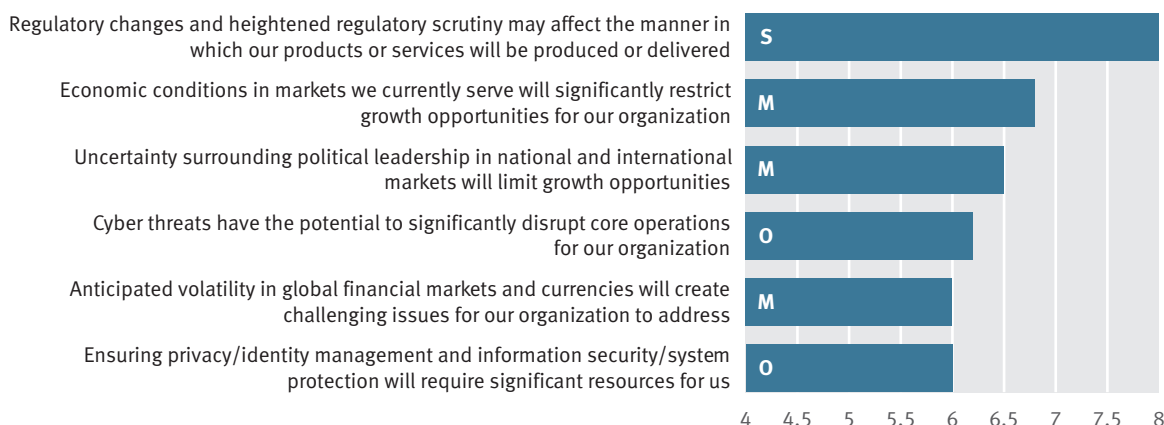 Regulatory changes and heightened regulatory scrutiny may affect the manner in
which our products or services will be produced or delivered
S
Economic conditions in markets we currently serve will significantly restrict
growth opportunities for our organization
M
Uncertainty surrounding political leadership in national and international
markets will limit growth opportunities
M
Cyber threats have the potential to significantly disrupt core operations
for our organization
O
Anticipated volatility in global financial markets and currencies will create
challenging issues for our organization to address
M
Ensuring privacy/identity management and information security/system
protection will require significant resources for us
O
4 4.5 5 5.5 6 6.5 7 7.5 8